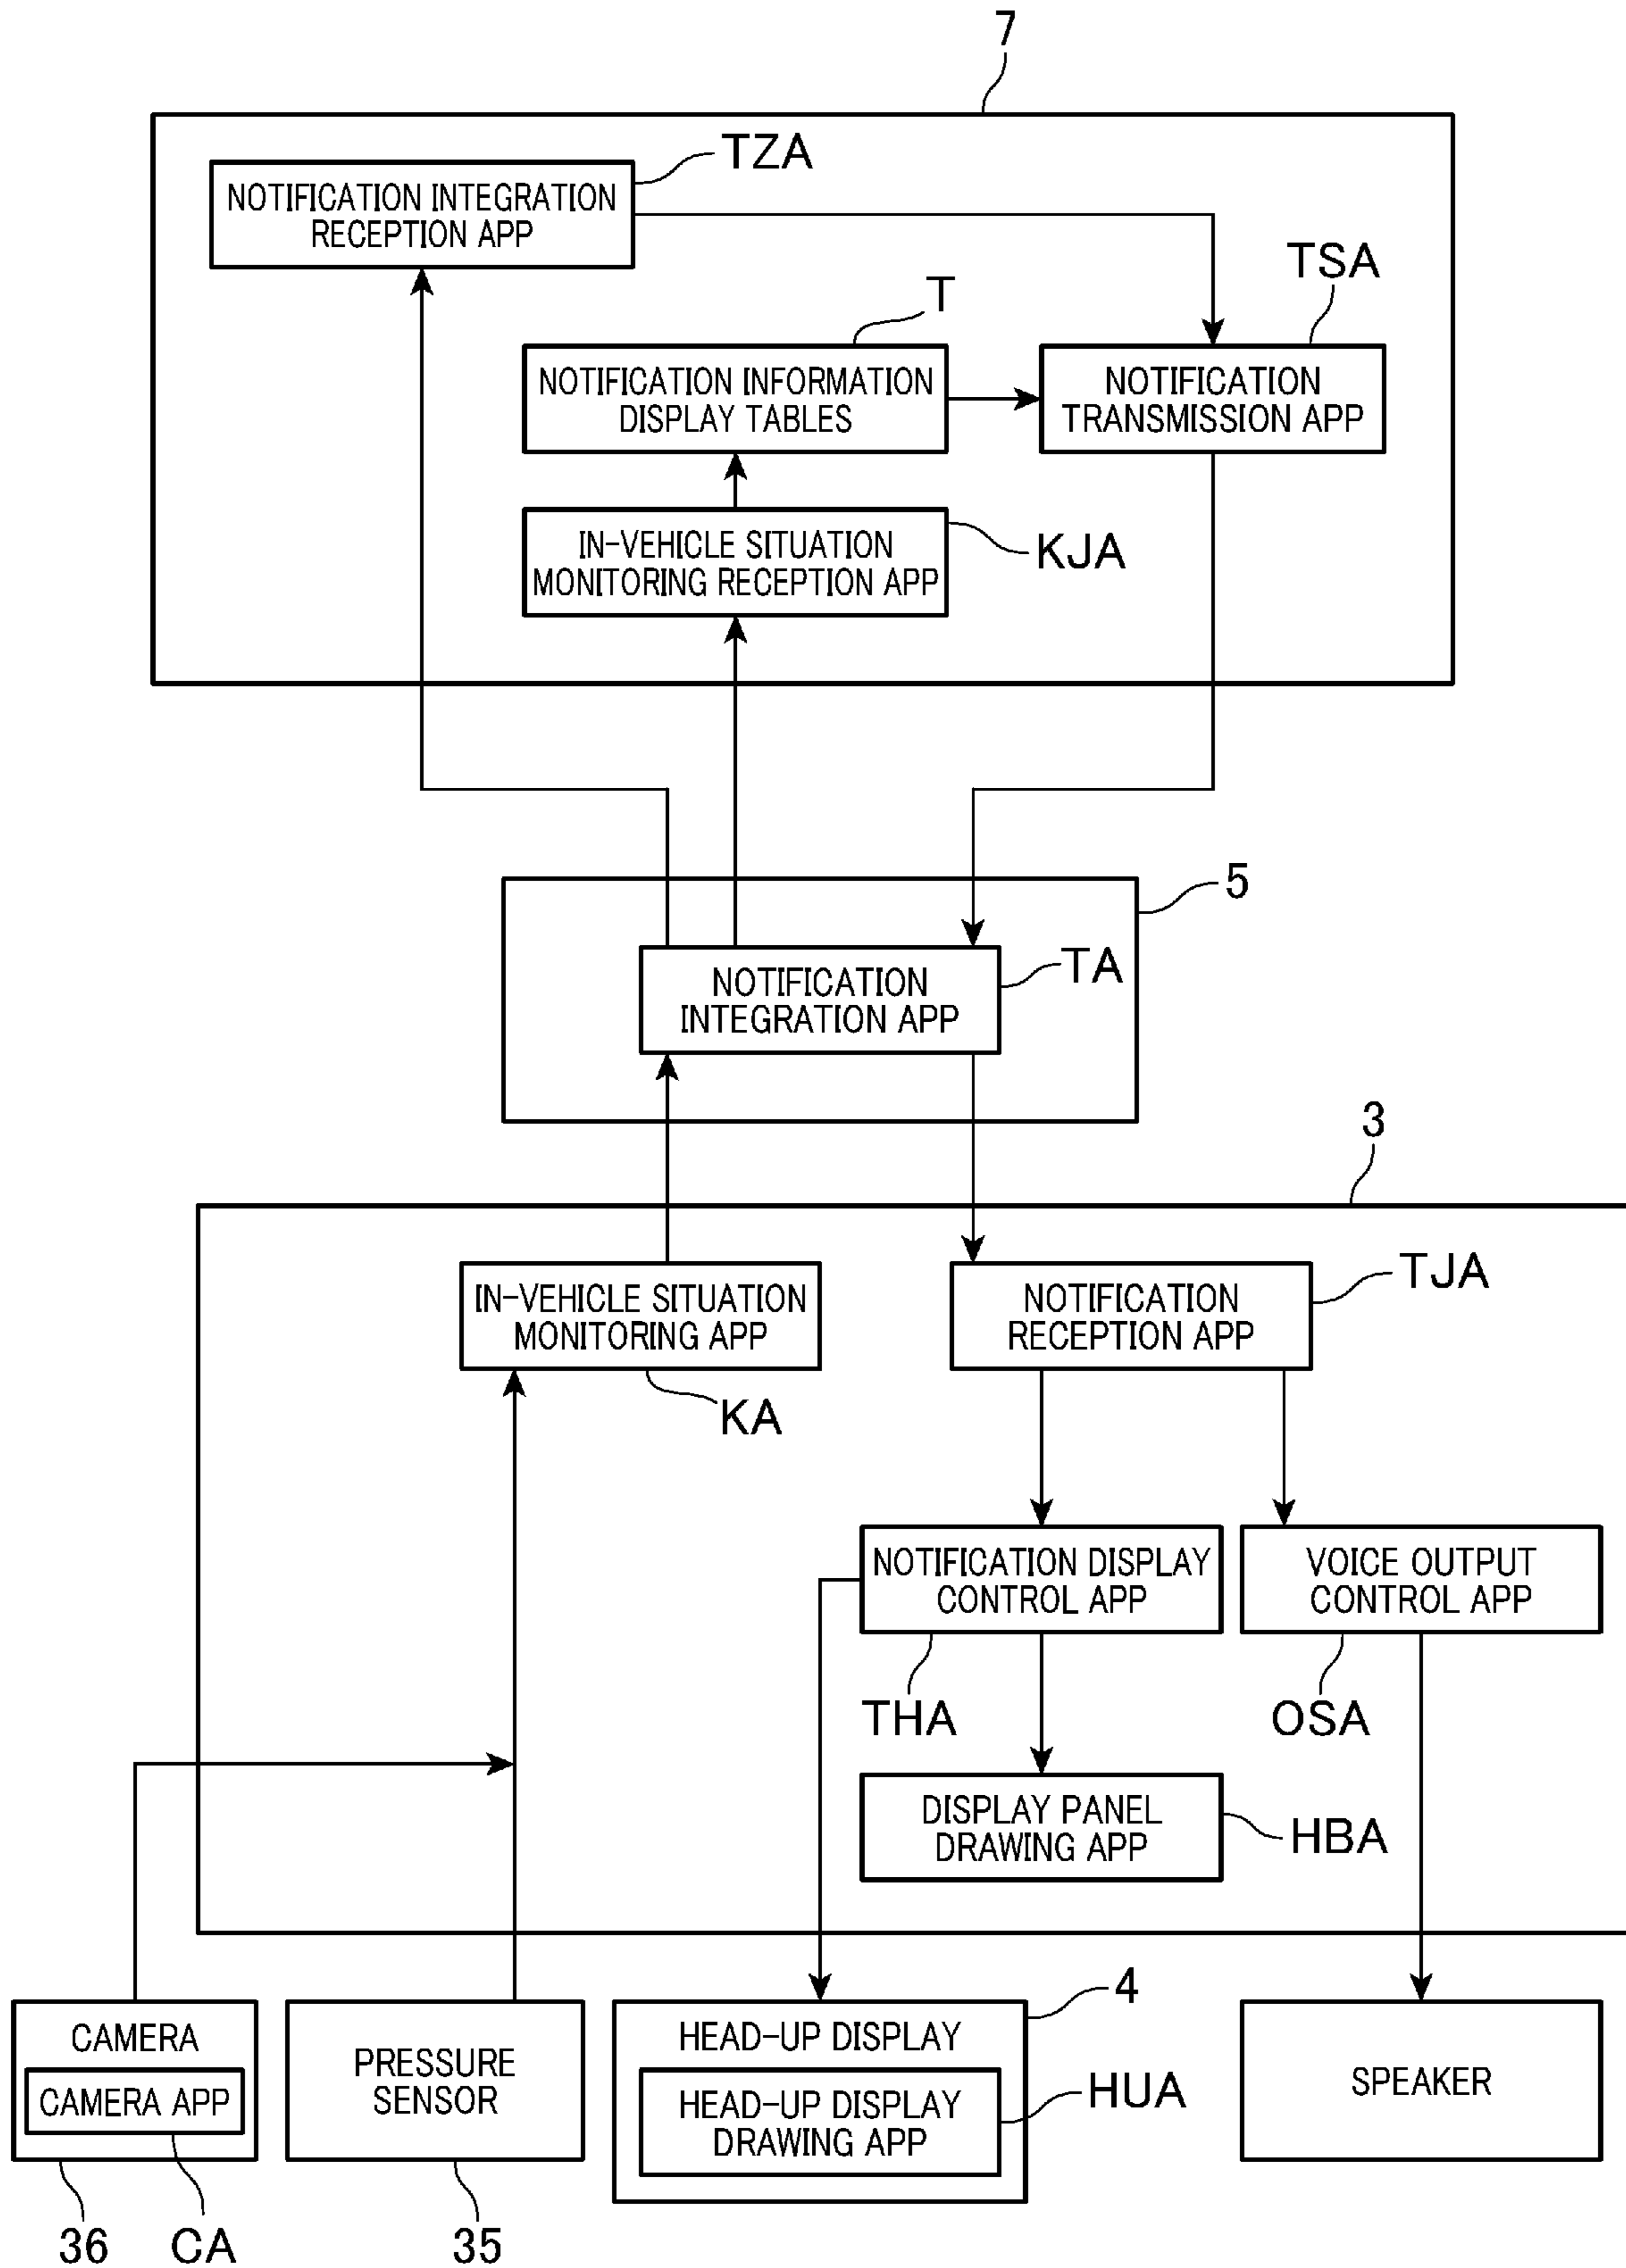 7
TZA
NOTIFICATION INTEGRATION
RECEPTION APP
TSA
T
NOTIFICATION INFORMATION
DISPLAY TABLES
NOTIFICATION
TRANSMISSION APP
IN-VEHICLE SITUATION
MONITORING RECEPTION APP
KJA
5
NOTIFICATION
INTEGRATION APP
TA
3
IN-VEHICLE SITUATION
MONITORING APP
KA
NOTIFICATION
RECEPTION APP
TJA
NOTIFICATION DISPLAY
CONTROL APP
THA
VOICE OUTPUT
CONTROL APP
OSA
DISPLAY PANEL
DRAWING APP
HBA
CAMERA
CAMERA APP
36
CA
PRESSURE
SENSOR
35
4
HEAD-UP DISPLAY
HEAD-UP DISPLAY
DRAWING APP
HUA
SPEAKER